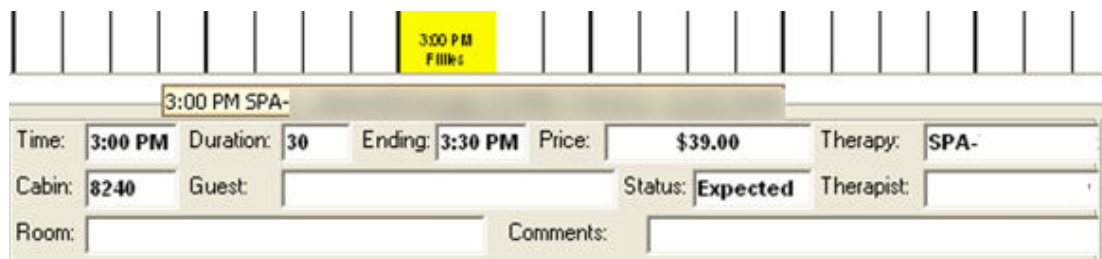 3:00 PM
Fillies
3:00 PM SPA-
Time: 3:00 PM Duration: 30 Ending: 3:30 PM Price: $39.00 Therapy: SPA-
Cabin: 8240 Guest: Status: Expected Therapist:
Room: Comments: